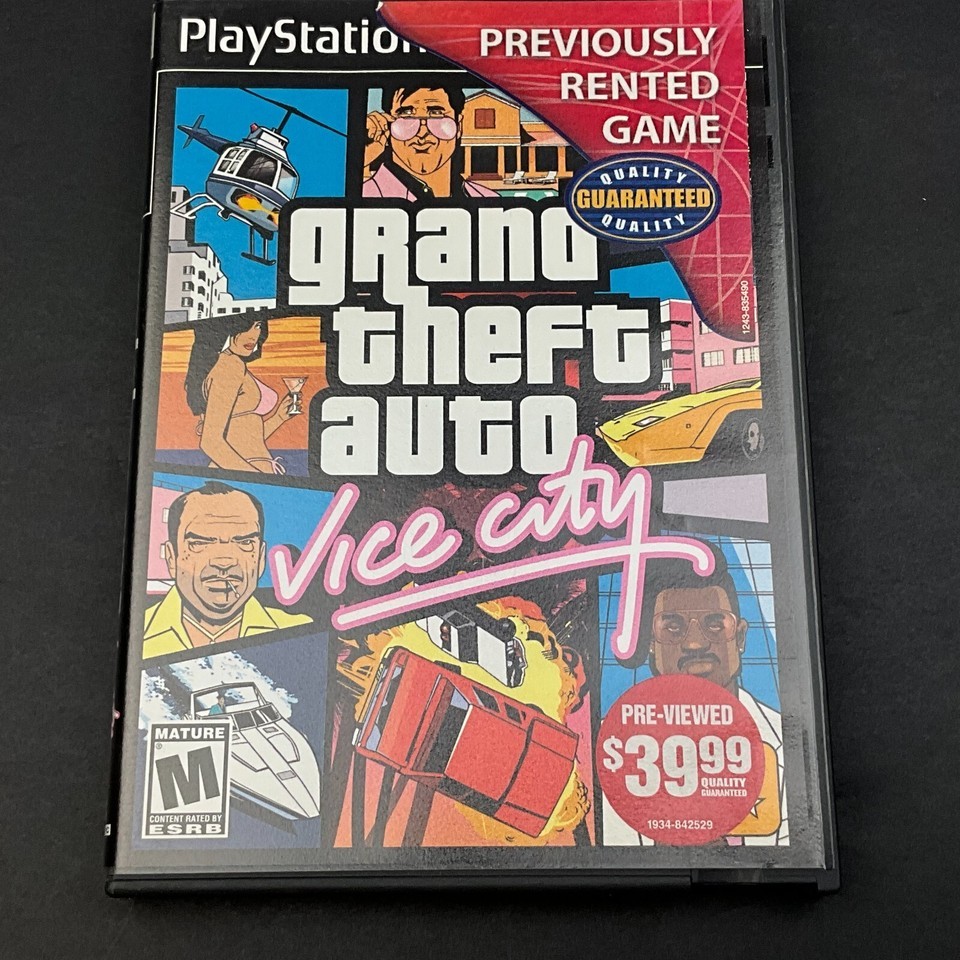 PlayStation
PREVIOUSLY
RENTED
GAME
QUALITY
GUARANTEED
QUALITY
1243-835490
grand
theft
auto
vice city
PRE-VIEWED
$39.99
QUALITY
GUARANTEED
1934-842529
MATURE
M
CONTENT RATED BY
ESRB